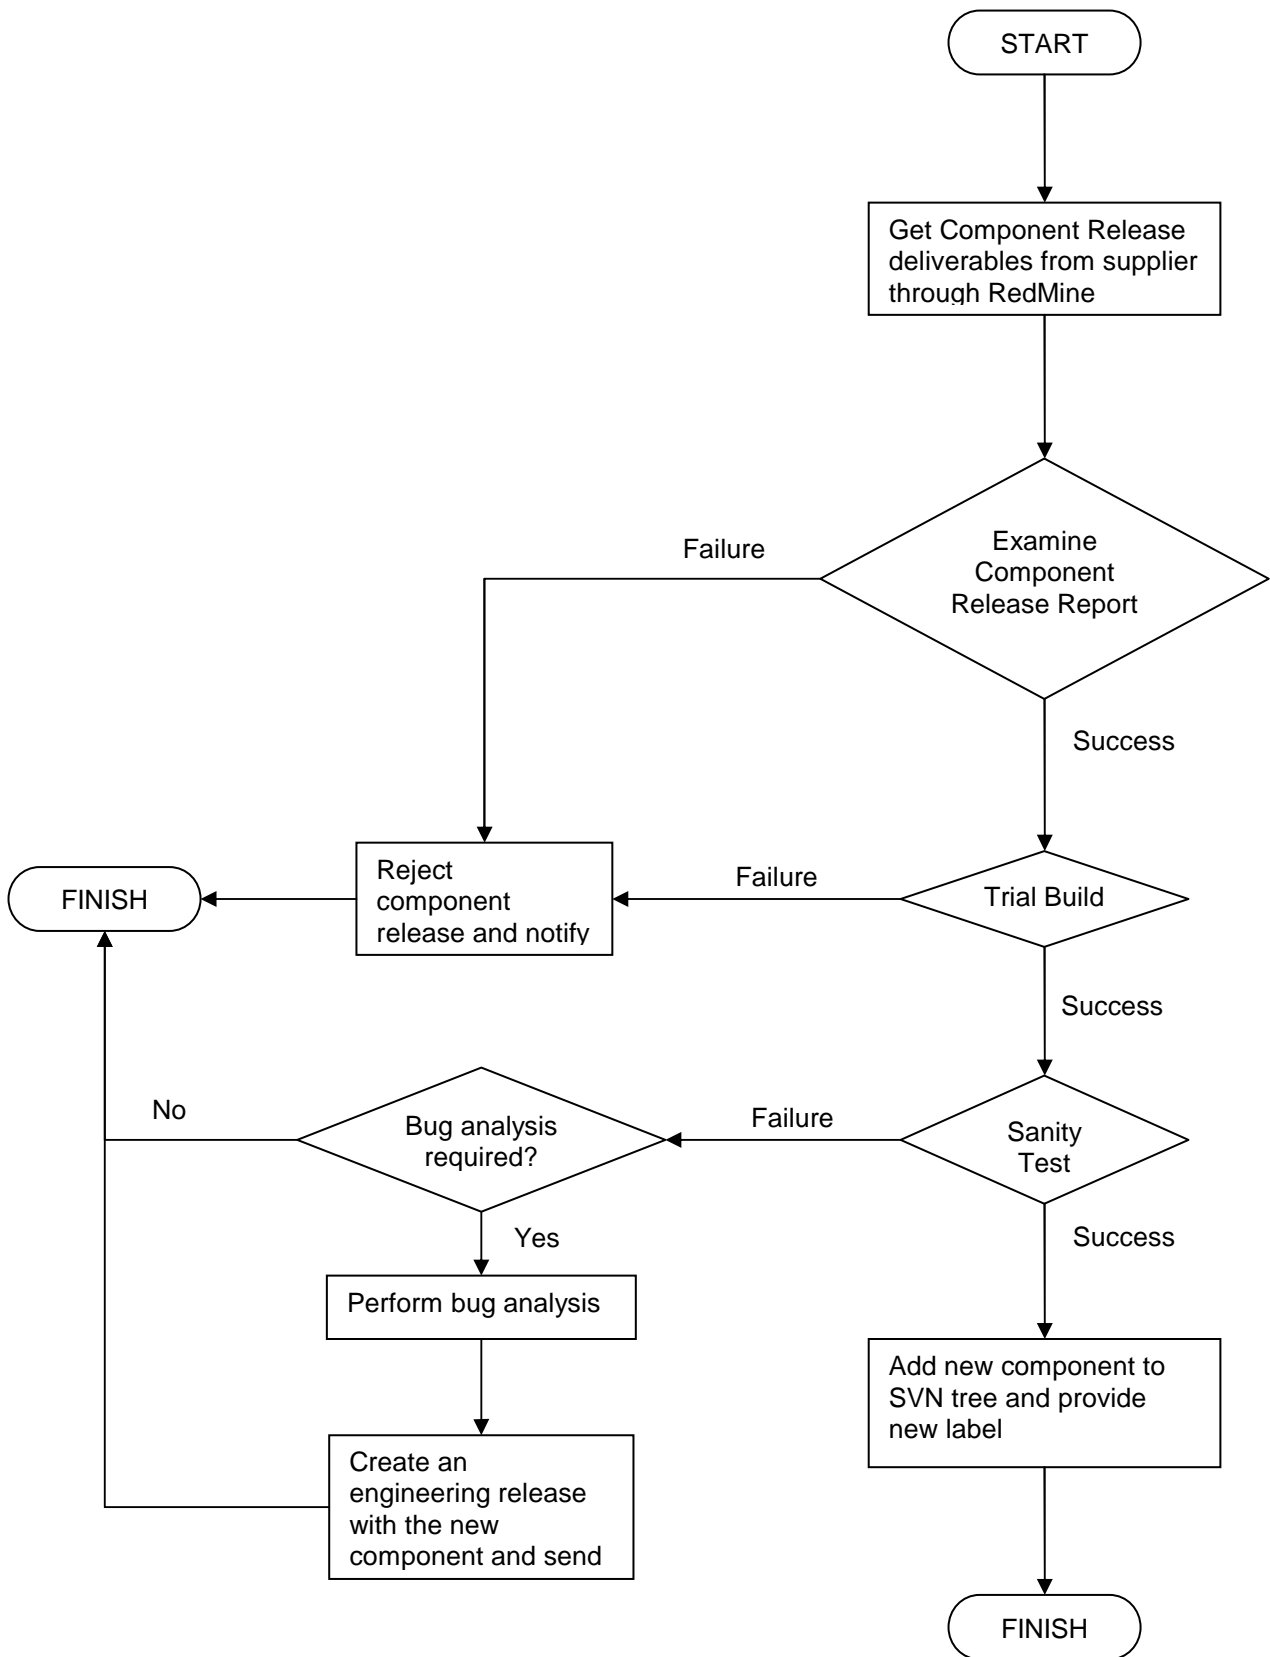 START
Get Component Release
deliverables from supplier
through RedMine
Examine
Component
Release Report
Failure
Success
Trial Build
Failure
Reject
component
release and notify
FINISH
Success
Sanity
Test
Failure
Bug analysis
required?
No
Yes
Success
Perform bug analysis
Add new component to
SVN tree and provide
new label
Create an
engineering release
with the new
component and send
FINISH